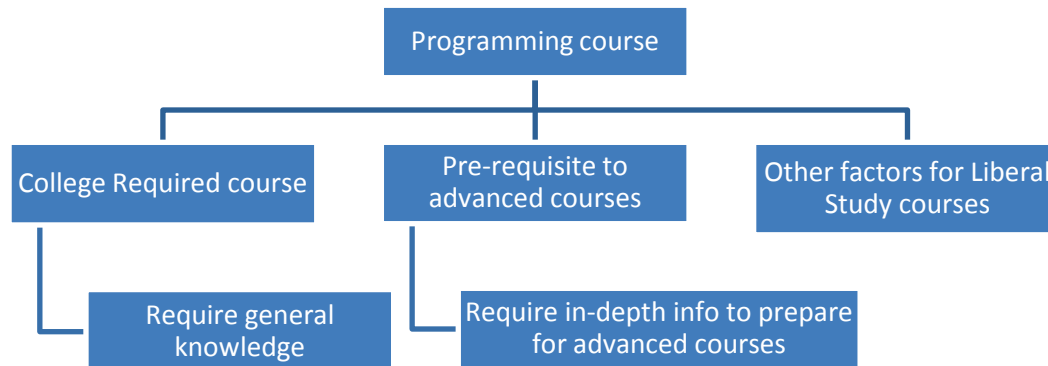 Programming course
College Required course
Pre-requisite to
advanced courses
Other factors for Liberal
Study courses
Require general
knowledge
Require in-depth info to prepare
for advanced courses